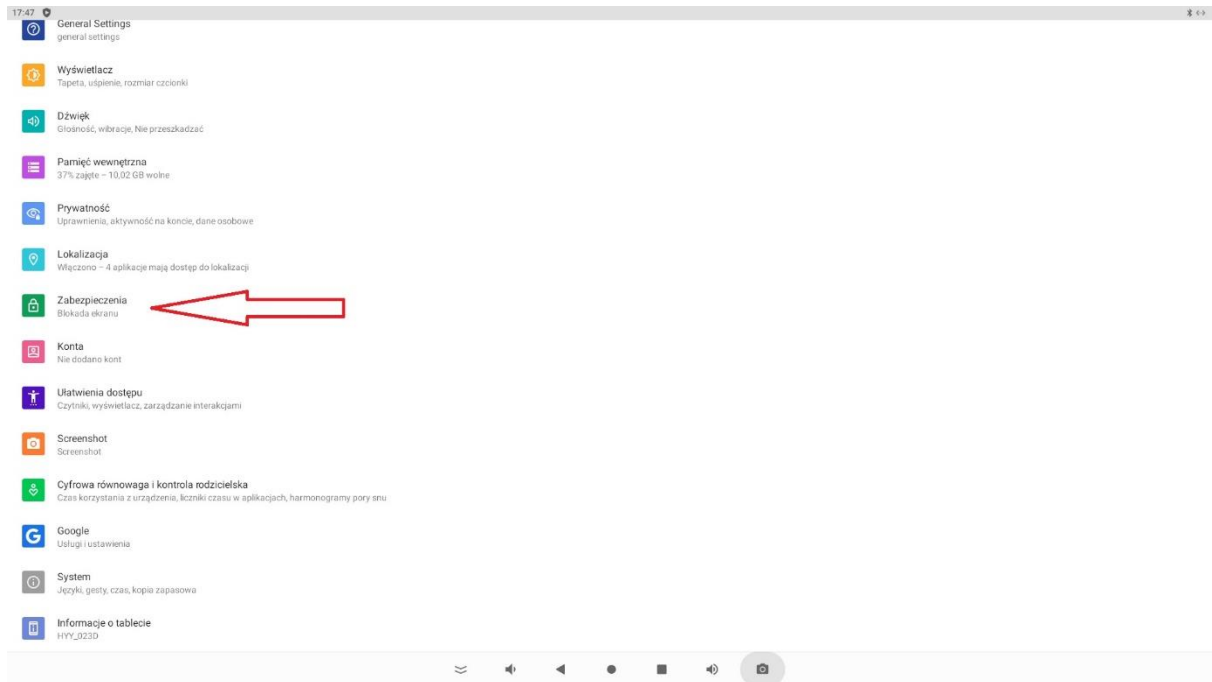 17:47
General Settings
general settings
Wyświetlacz
Tapeta, uśpienie, rozmiar czcionki
Dźwięk
Głośność, wibracje, Nie przeszkadzać
Pamięć wewnętrzna
37% zajęte – 10,02 GB wolne
Prywatność
Uprawnienia, aktywność na koncie, dane osobowe
Lokalizacja
Włączono – 4 aplikacje mają dostęp do lokalizacji
Zabezpieczenia
Blokada ekranu
Konta
Nie dodano kont
Ułatwienia dostępu
Czytniki, wyświetlacz, zarządzanie interakcjami
Screenshot
Screenshot
Cyfrowa równowaga i kontrola rodzicielska
Czas korzystania z urządzenia, liczniki czasu w aplikacjach, harmonogramy pory snu
Google
Usługi i ustawienia
System
Języki, gesty, czas, kopia zapasowa
Informacje o tablecie
HYY_023D